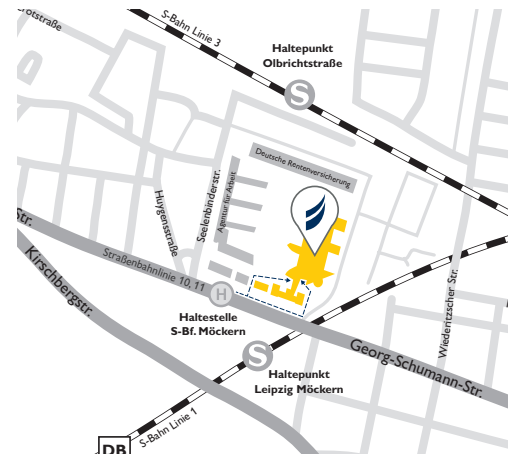 S-Bahn Linie 3
Haltepunkt
Olbrichtstraße
S
Deutsche Rentenversicherung
Agentur für Arbeit
Seelenbinderstr.
Huygensstraße
Str.
Straßenbahnlinie 10, 11
H
Kirschbergstr.
Haltestelle
S-Bf. Möckern
S
Haltepunkt
Leipzig Möckern
Georg-Schumann-Str.
Wiederitzscher Str.
S-Bahn Linie 1
DB